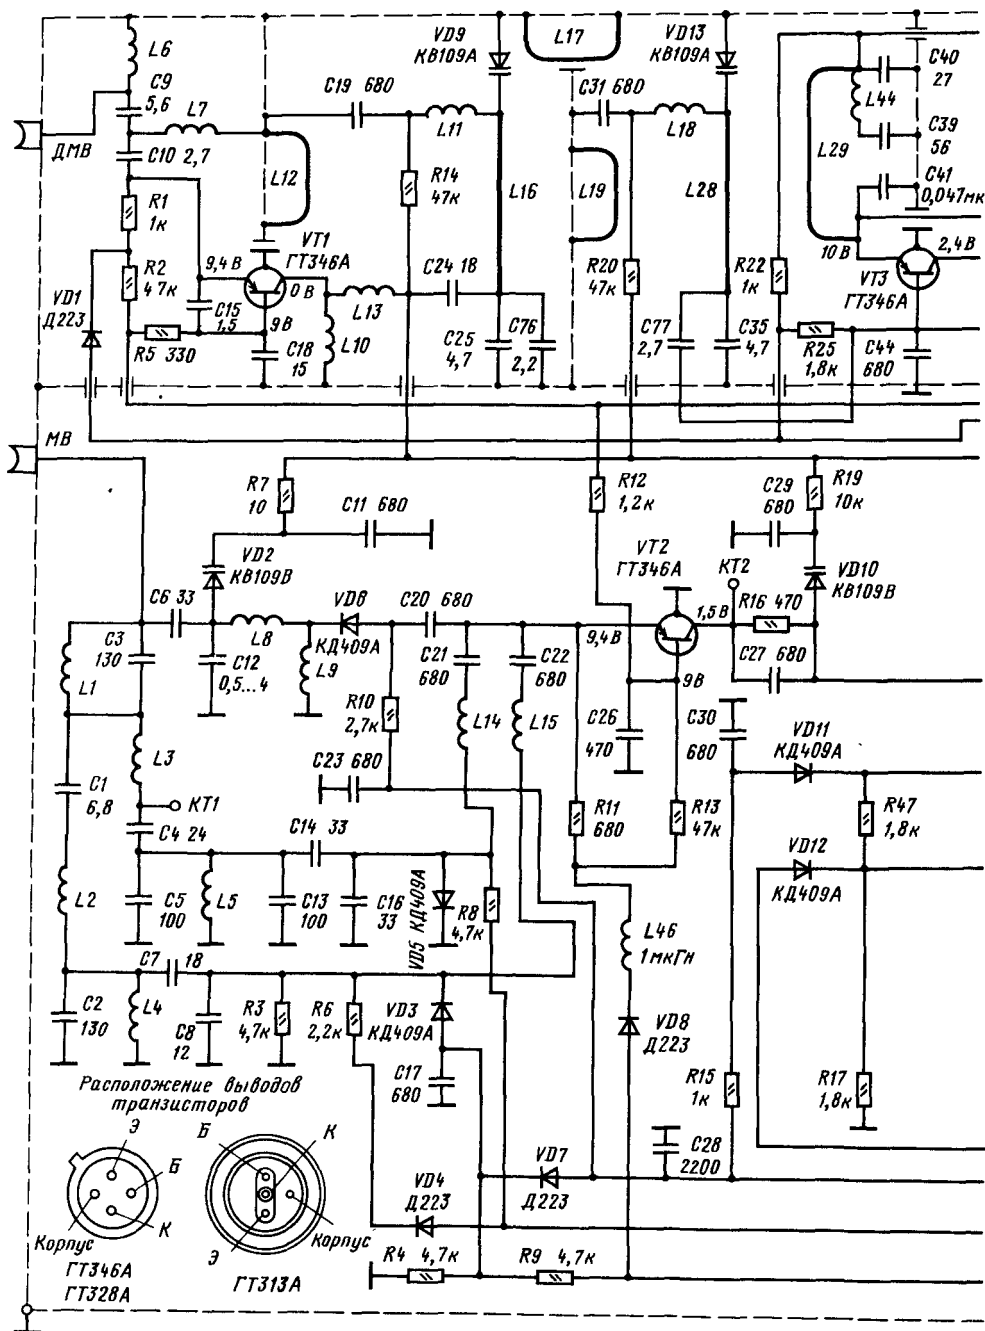 L6
C9
5,6
ДМВ
L7
C10 2,7
R1
1к
R2
47к
VD1
Д223
R5 330
C15
1,5
9,4В
L12
VT1
ГТ346А
0В
9В
C18
15
L10
L13
C19 680
R14
47к
L11
VD9
КВ109А
L16
C24 18
C25
4,7
C76
2,2
L17
C31 680
L18
L19
R20
47к
VD13
КВ109А
L28
C77
2,7
C35
4,7
R22
1к
R25
1,8к
L29
L44
C40
27
C39
56
C41
0,047мк
10В
2,4В
VT3
ГТ346А
C44
680
МВ
R7
10
C11 680
VD2
КВ109В
C6 33
C3
130
L1
C12
0,5...4
L8
L9
VD6
КД409А
C20 680
R10
2,7к
C21
680
C22
680
L14
L15
C23 680
R12
1,2к
VT2
ГТ346А
9,4В
1,5В
9В
КТ2
C29
680
R19
10к
VD10
КВ109В
R16 470
C27 680
C26
470
C30
680
VD11
КД409А
R47
1,8к
VD12
КД409А
R11
680
R13
47к
L3
КТ1
C1
6,8
C4 24
C14 33
L2
C5
100
L5
C13
100
C16
33
VD5 КД409А
R8
4,7к
L46
1мкГн
VD8
Д223
C7 18
C2
130
L4
C8
12
R3
4,7к
R6
2,2к
VD3
КД409А
C17
680
R15
1к
R17
1,8к
C28
2200
VD7
Д223
VD4
Д223
R4 4,7к
R9 4,7к
Расположение выводов
транзисторов
Э
Б
К
Корпус
ГТ346А
ГТ328А
Б
К
Э
Корпус
ГТ313А